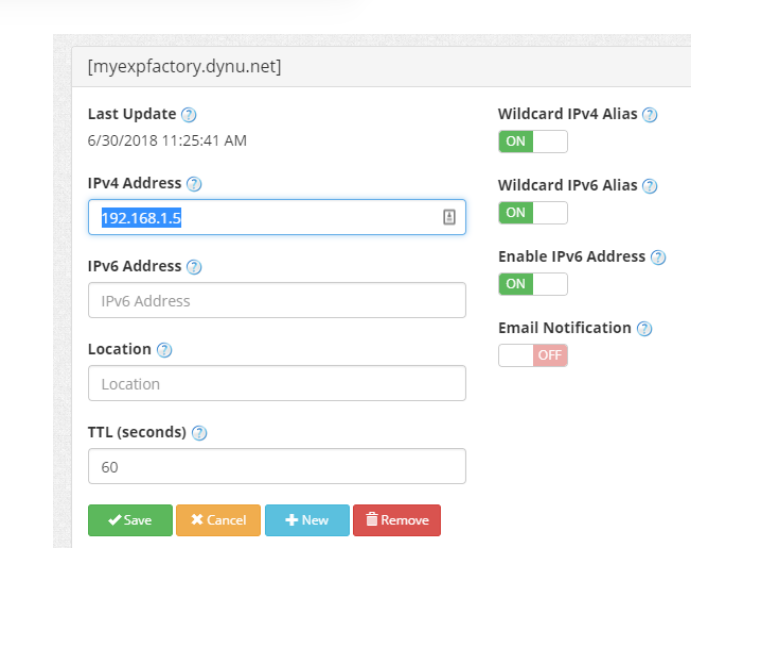 [myexpfactory.dynu.net]
Last Update
6/30/2018 11:25:41 AM
IPv4 Address
192.168.1.5
IPv6 Address
IPv6 Address
Location
Location
TTL (seconds)
60
Save Cancel New Remove
Wildcard IPv4 Alias
ON
Wildcard IPv6 Alias
ON
Enable IPv6 Address
ON
Email Notification
OFF